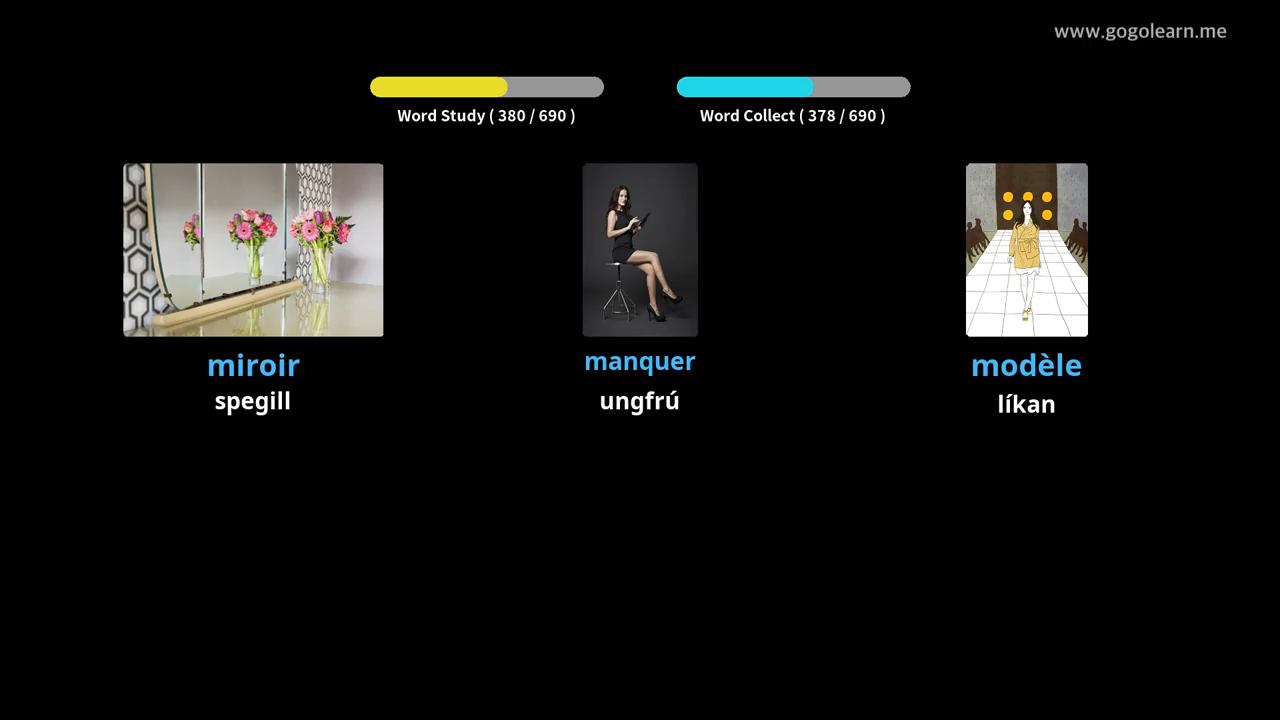 www.gogolearn.me
Word Study ( 380 / 690 )
Word Collect ( 378 / 690 )
miroir
spegill
manquer
ungfrú
modèle
líkan